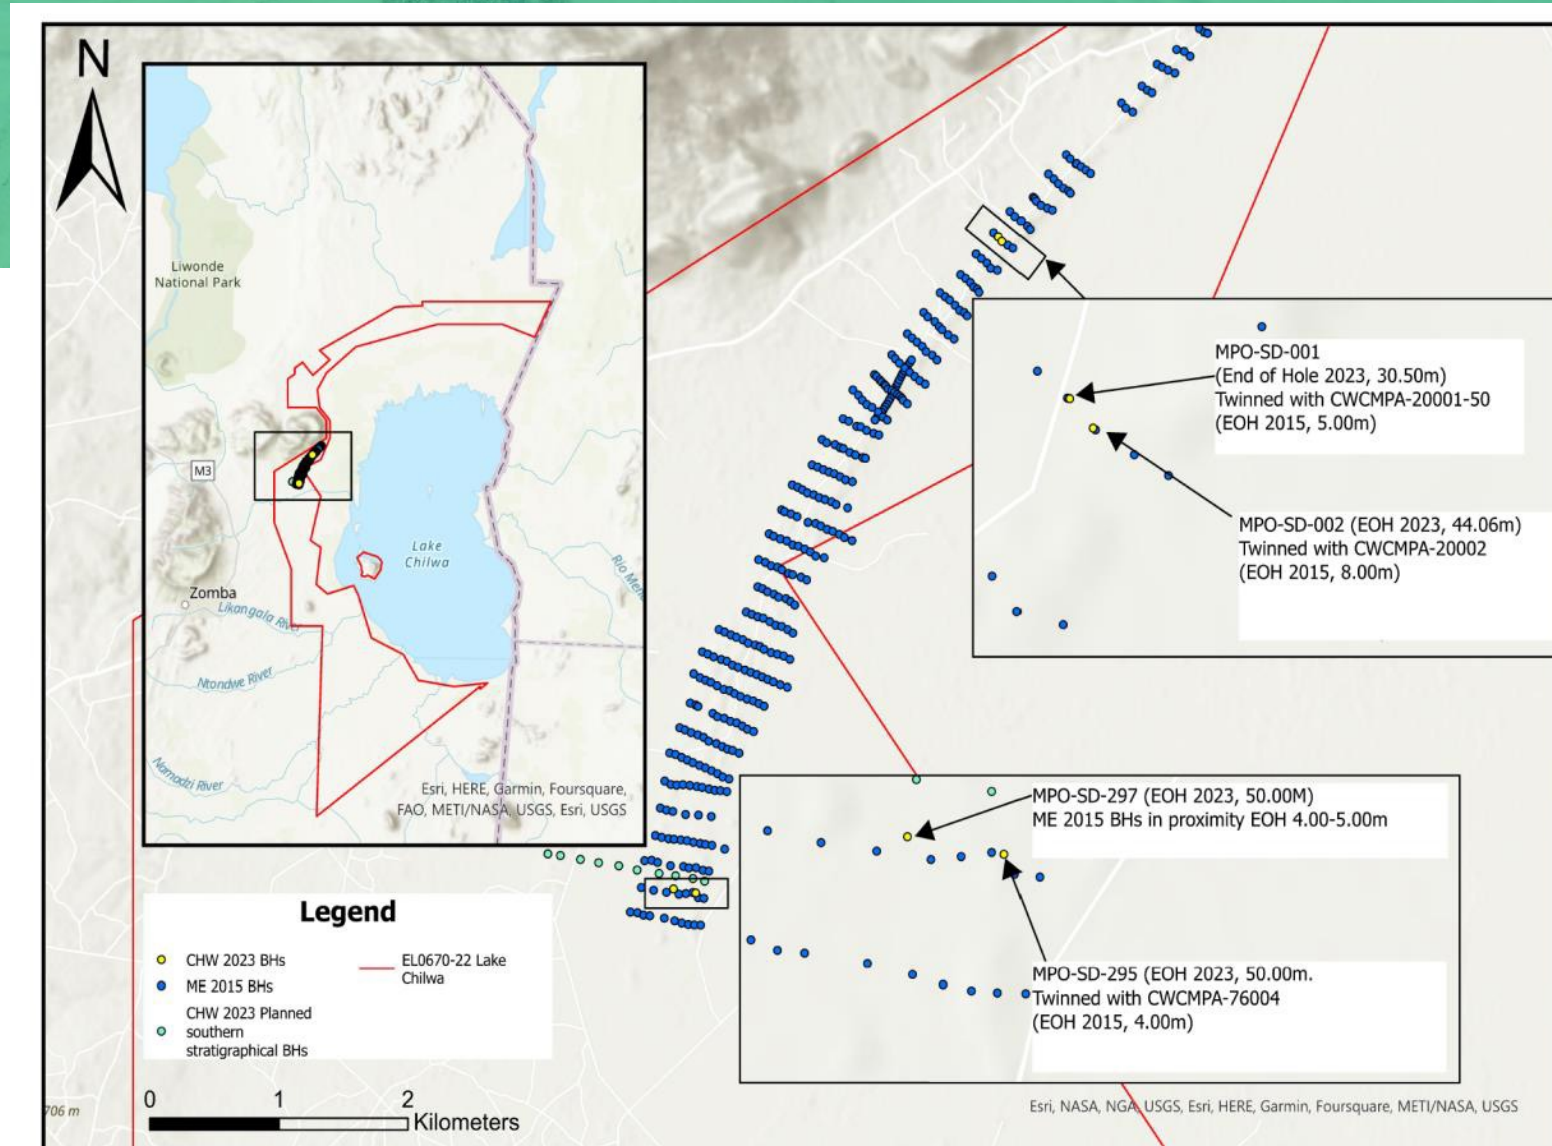 N
Liwonde
National Park
M3
Zomba
Likangala River
Ntondwe River
Namadzi River
Lake
Chilwa
Esri, HERE, Garmin, Foursquare,
FAO, METI/NASA, USGS, Esri, USGS
MPO-SD-001
(End of Hole 2023, 30.50m)
Twinned with CWCMPA-20001-50
(EOH 2015, 5.00m)
MPO-SD-002 (EOH 2023, 44.06m)
Twinned with CWCMPA-20002
(EOH 2015, 8.00m)
MPO-SD-297 (EOH 2023, 50.00M)
ME 2015 BHs in proximity EOH 4.00-5.00m
MPO-SD-295 (EOH 2023, 50.00m.
Twinned with CWCMPA-76004
(EOH 2015, 4.00m)
Legend
CHW 2023 BHs
ME 2015 BHs
CHW 2023 Planned
southern
stratigraphical BHs
EL0670-22 Lake
Chilwa
706 m
0 1 2
Kilometers
Esri, NASA, NGA, USGS, Esri, HERE, Garmin, Foursquare, METI/NASA, USGS